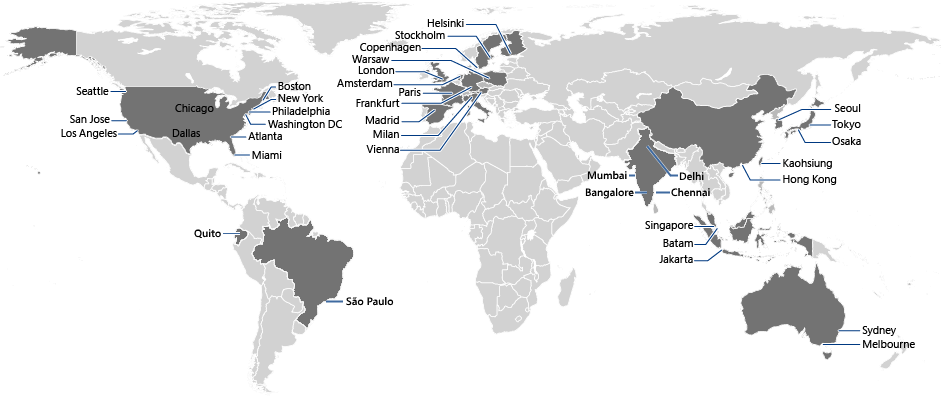 Helsinki
Stockholm
Copenhagen
Warsaw
London
Amsterdam
Paris
Frankfurt
Madrid
Milan
Vienna
Seattle
Chicago
Boston
New York
Philadelphia
Washington DC
San Jose
Los Angeles
Dallas
Atlanta
Miami
Seoul
Tokyo
Osaka
Kaohsiung
Hong Kong
Mumbai
Delhi
Bangalore
Chennai
Singapore
Batam
Jakarta
Quito
São Paulo
Sydney
Melbourne